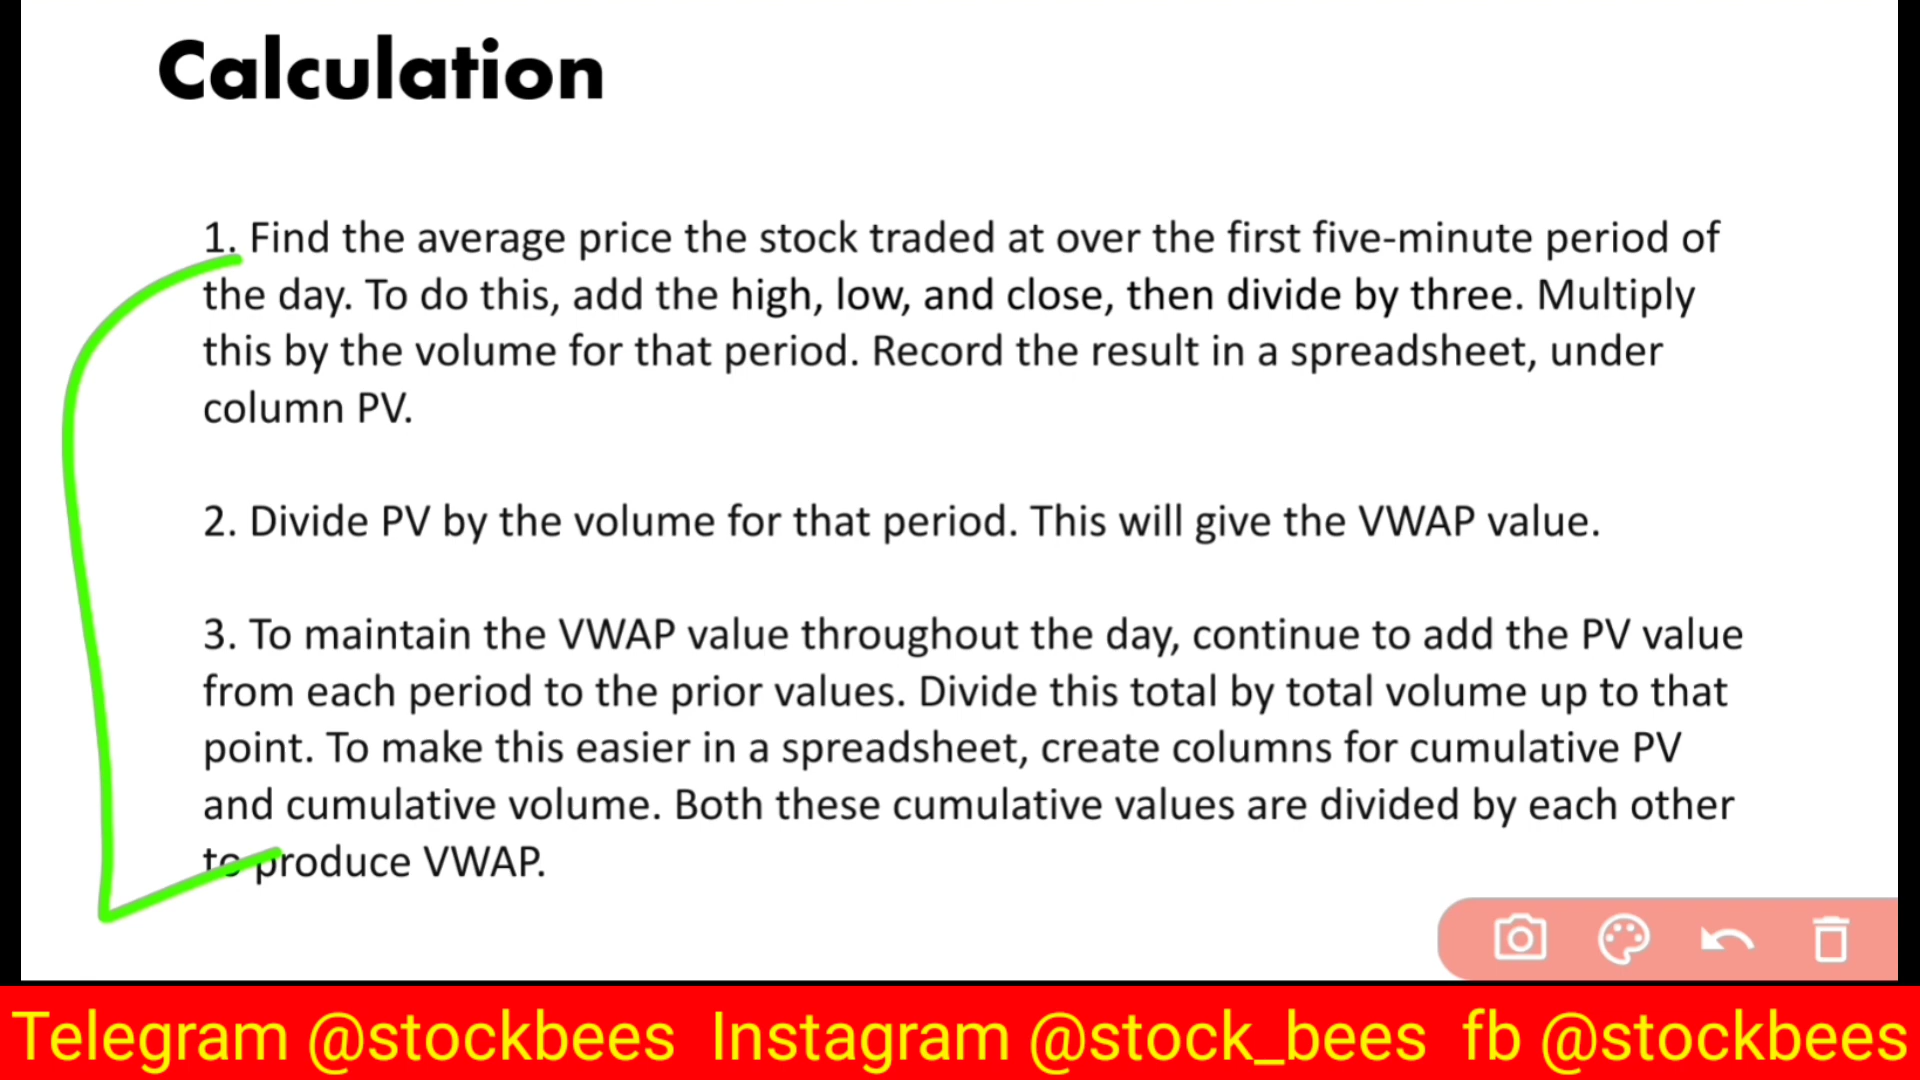 Calculation
1. Find the average price the stock traded at over the first five-minute period of
the day. To do this, add the high, low, and close, then divide by three. Multiply
this by the volume for that period. Record the result in a spreadsheet, under
column PV.
2. Divide PV by the volume for that period. This will give the VWAP value.
3. To maintain the VWAP value throughout the day, continue to add the PV value
from each period to the prior values. Divide this total by total volume up to that
point. To make this easier in a spreadsheet, create columns for cumulative PV
and cumulative volume. Both these cumulative values are divided by each other
to produce VWAP.
Telegram @stockbees Instagram @stock_bees fb @stockbees